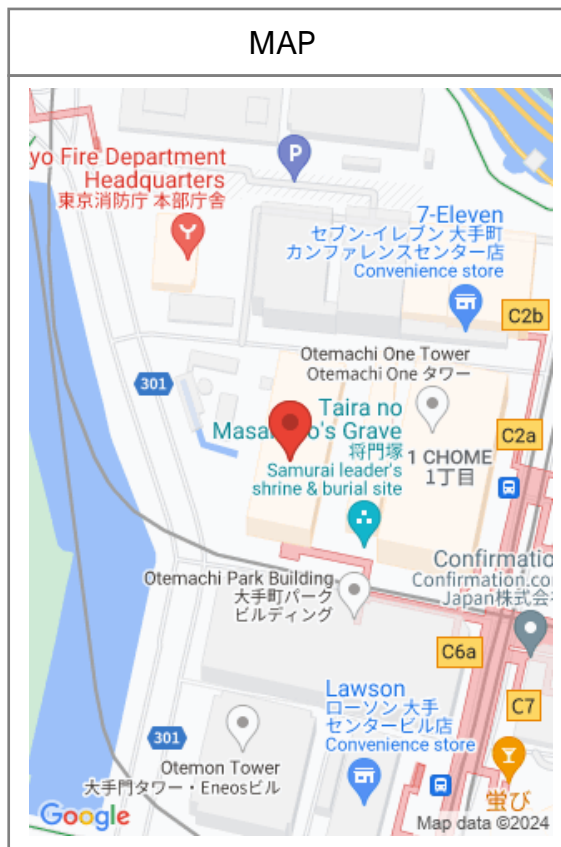 MAP
yo Fire Department
Headquarters
東京消防庁 本部庁舎
P
7-Eleven
セブン-イレブン 大手町
カンファレンスセンター店
Convenience store
C2b
Otemachi One Tower
Otemachi One タワー
301
Taira no
Masa o's Grave
将門塚
Samurai leader's
shrine & burial site
1 CHOME
1丁目
C2a
Confirmatio
Confirmation.co
Japan株式会社
Otemachi Park Building
大手町パーク
ビルディング
C6a
C7
Lawson
ローソン 大手
センタービル店
Convenience store
301
Otemon Tower
大手門タワー・Eneosビル
蛍び
Google
Map data ©2024